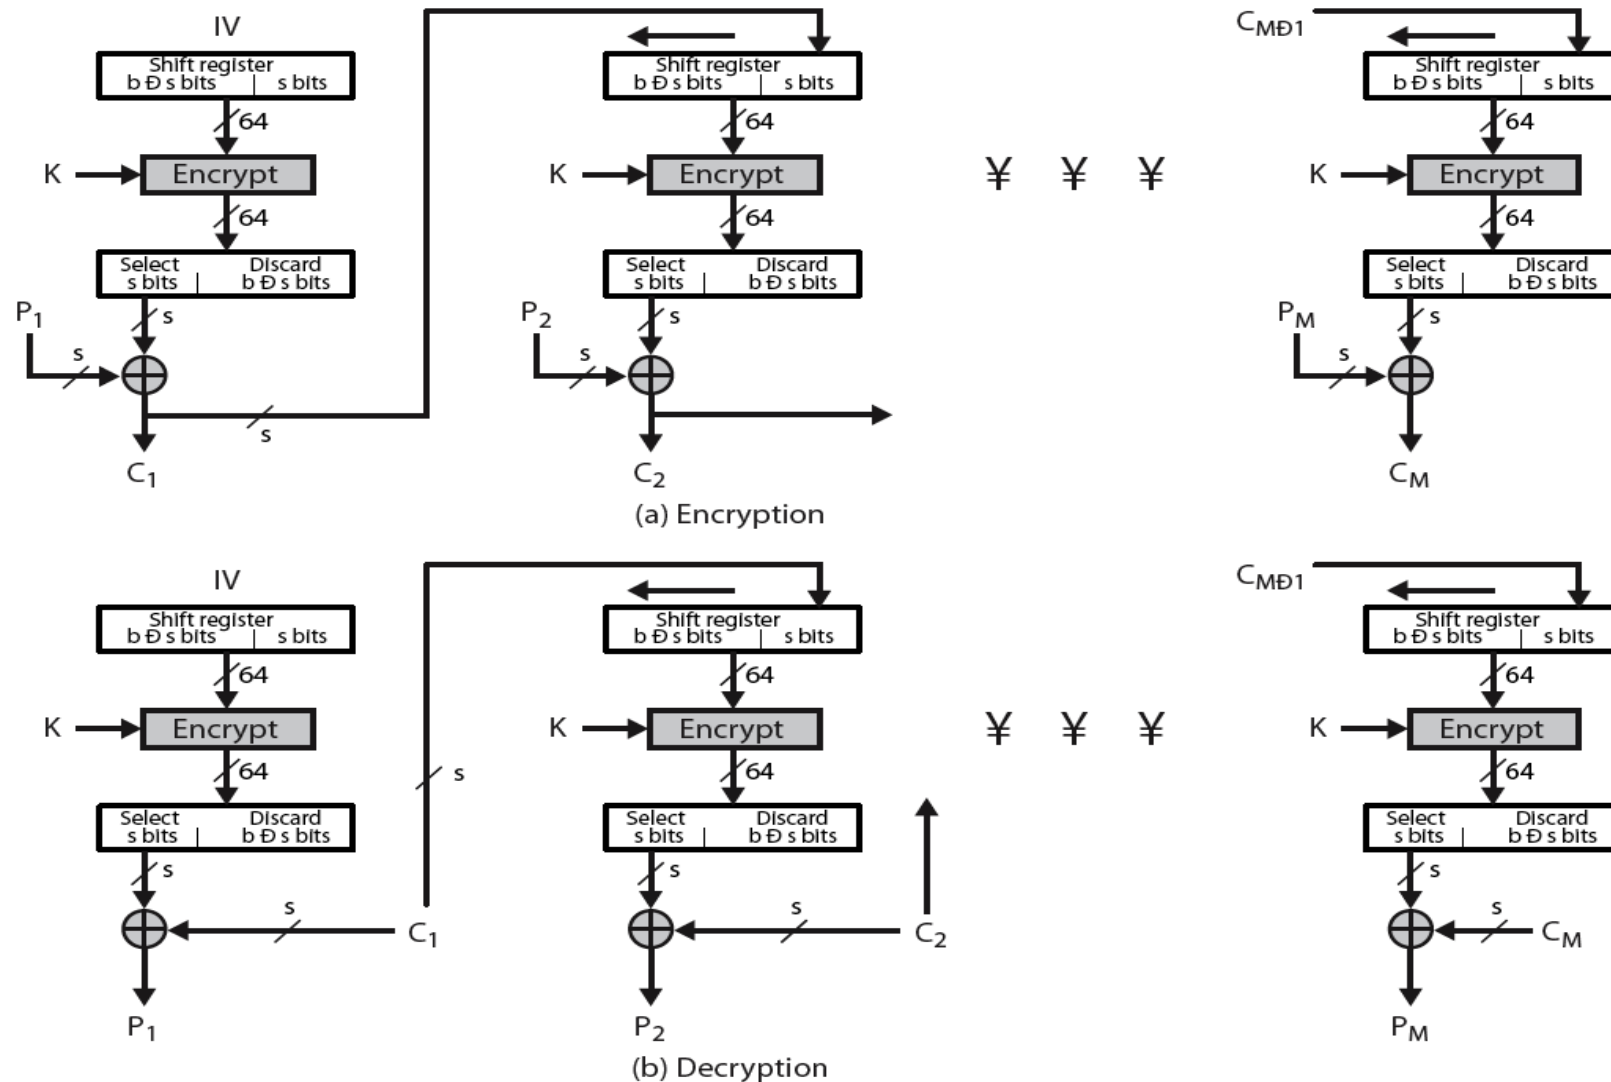 IV
C_MĐ1
Shift register
b Đ s bits | s bits
Shift register
b Đ s bits | s bits
Shift register
b Đ s bits | s bits
64
64
64
K
Encrypt
K
Encrypt
¥ ¥ ¥
K
Encrypt
64
64
64
Select Discard
s bits | b Đ s bits
Select Discard
s bits | b Đ s bits
Select Discard
s bits | b Đ s bits
P1
s
P2
s
PM
s
s
s
s
s
C1
C2
CM
(a) Encryption
IV
C_MĐ1
Shift register
b Đ s bits | s bits
Shift register
b Đ s bits | s bits
Shift register
b Đ s bits | s bits
64
64
64
K
Encrypt
K
Encrypt
¥ ¥ ¥
K
Encrypt
64
s
64
64
Select Discard
s bits | b Đ s bits
Select Discard
s bits | b Đ s bits
Select Discard
s bits | b Đ s bits
s
s
s
s
C1
s
C2
s
CM
P1
P2
PM
(b) Decryption